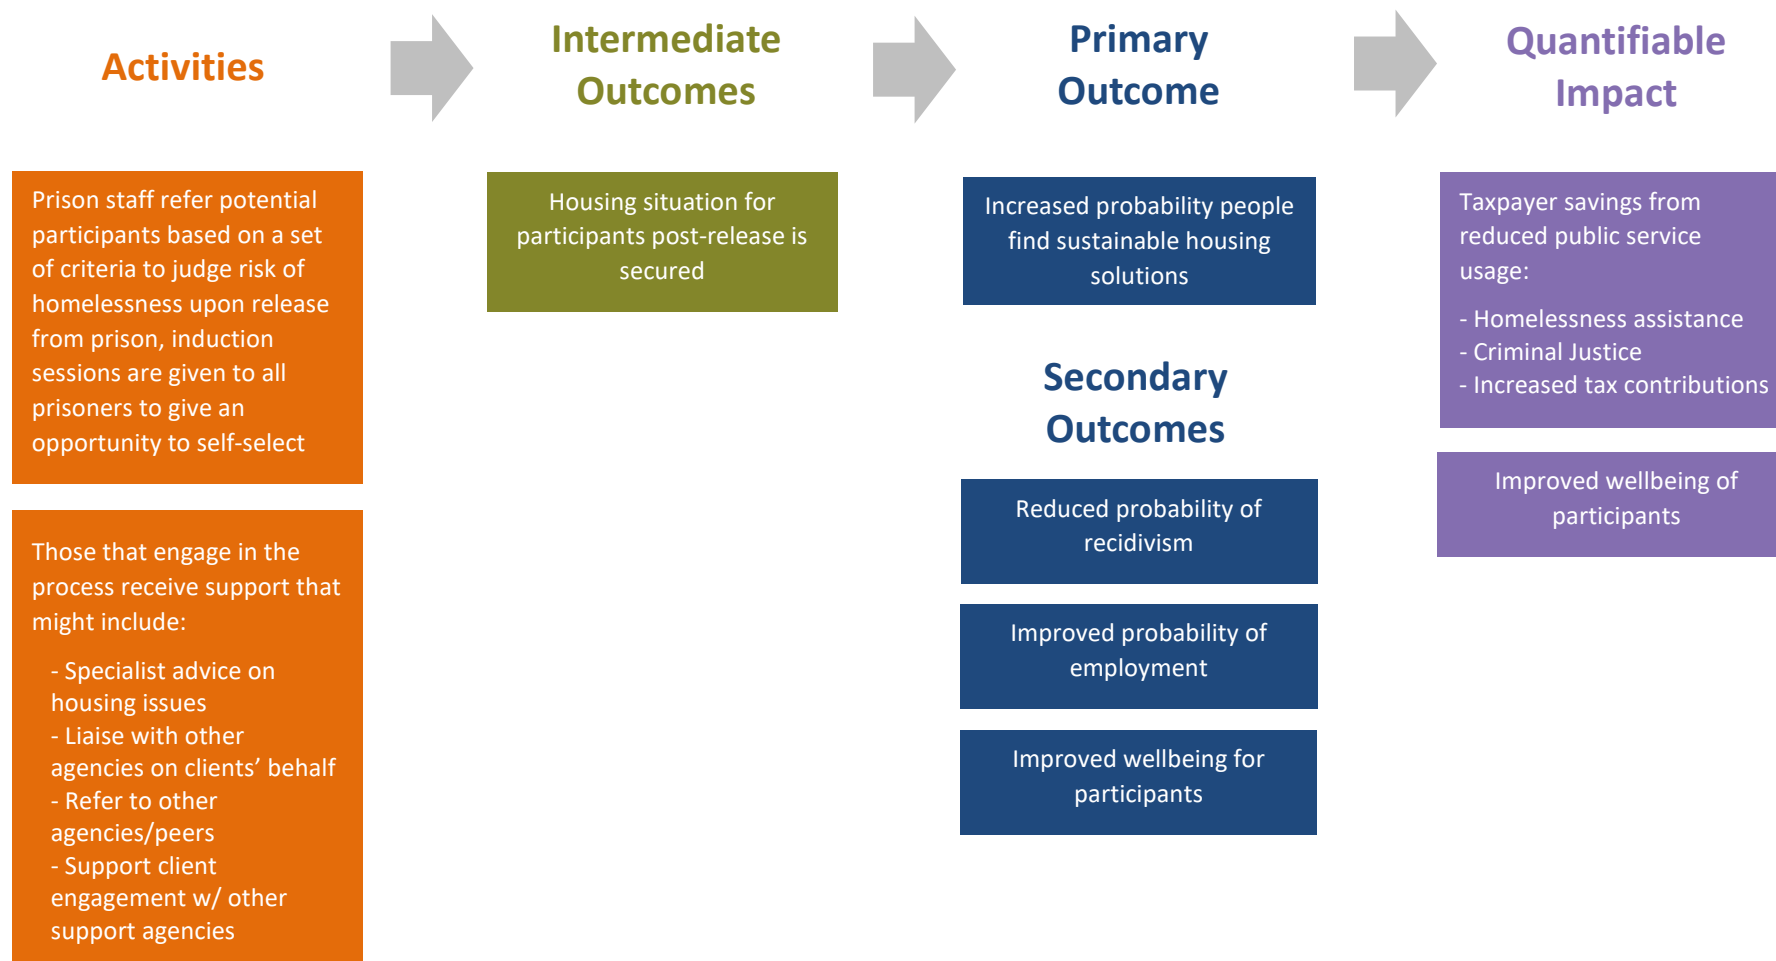 Activities
Prison staff refer potential
participants based on a set
of criteria to judge risk of
homelessness upon release
from prison, induction
sessions are given to all
prisoners to give an
opportunity to self-select
Those that engage in the
process receive support that
might include:
- Specialist advice on
housing issues
- Liaise with other
agencies on clients’ behalf
- Refer to other
agencies/peers
- Support client
engagement w/ other
support agencies
Intermediate
Outcomes
Housing situation for
participants post-release is
secured
Primary
Outcome
Increased probability people
find sustainable housing
solutions
Secondary
Outcomes
Reduced probability of
recidivism
Improved probability of
employment
Improved wellbeing for
participants
Quantifiable
Impact
Taxpayer savings from
reduced public service
usage:
- Homelessness assistance
- Criminal Justice
- Increased tax contributions
Improved wellbeing of
participants